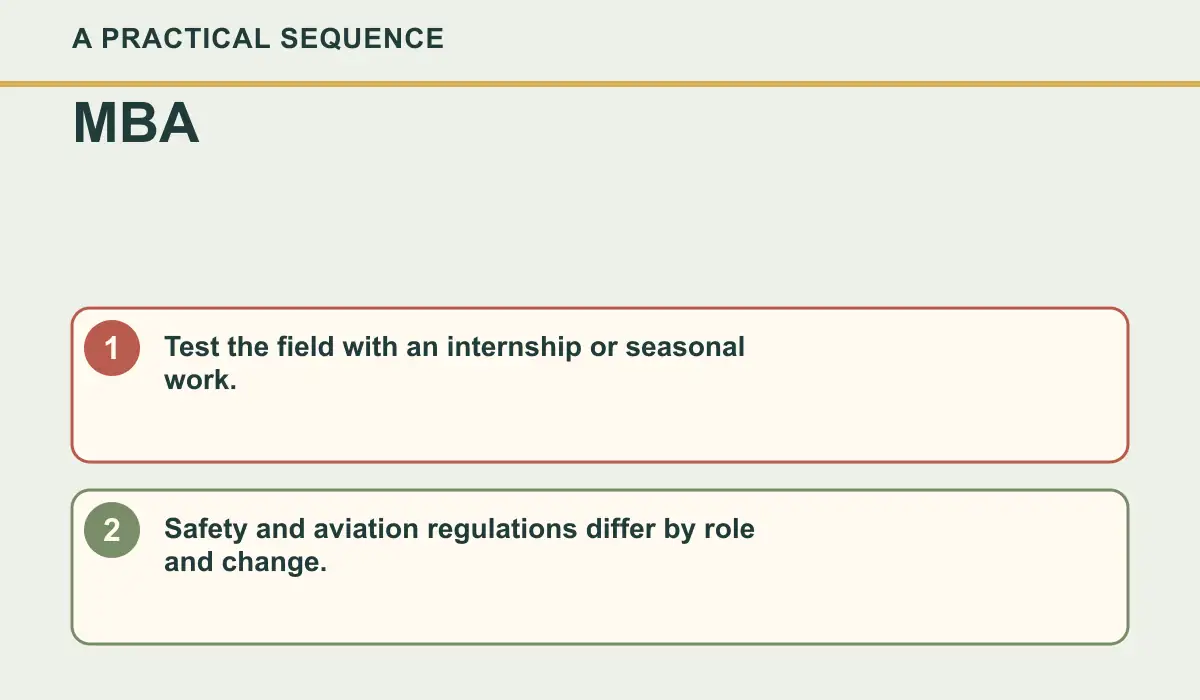 A PRACTICAL SEQUENCE
MBA
1
Test the field with an internship or seasonal
work.
2
Safety and aviation regulations differ by role
and change.